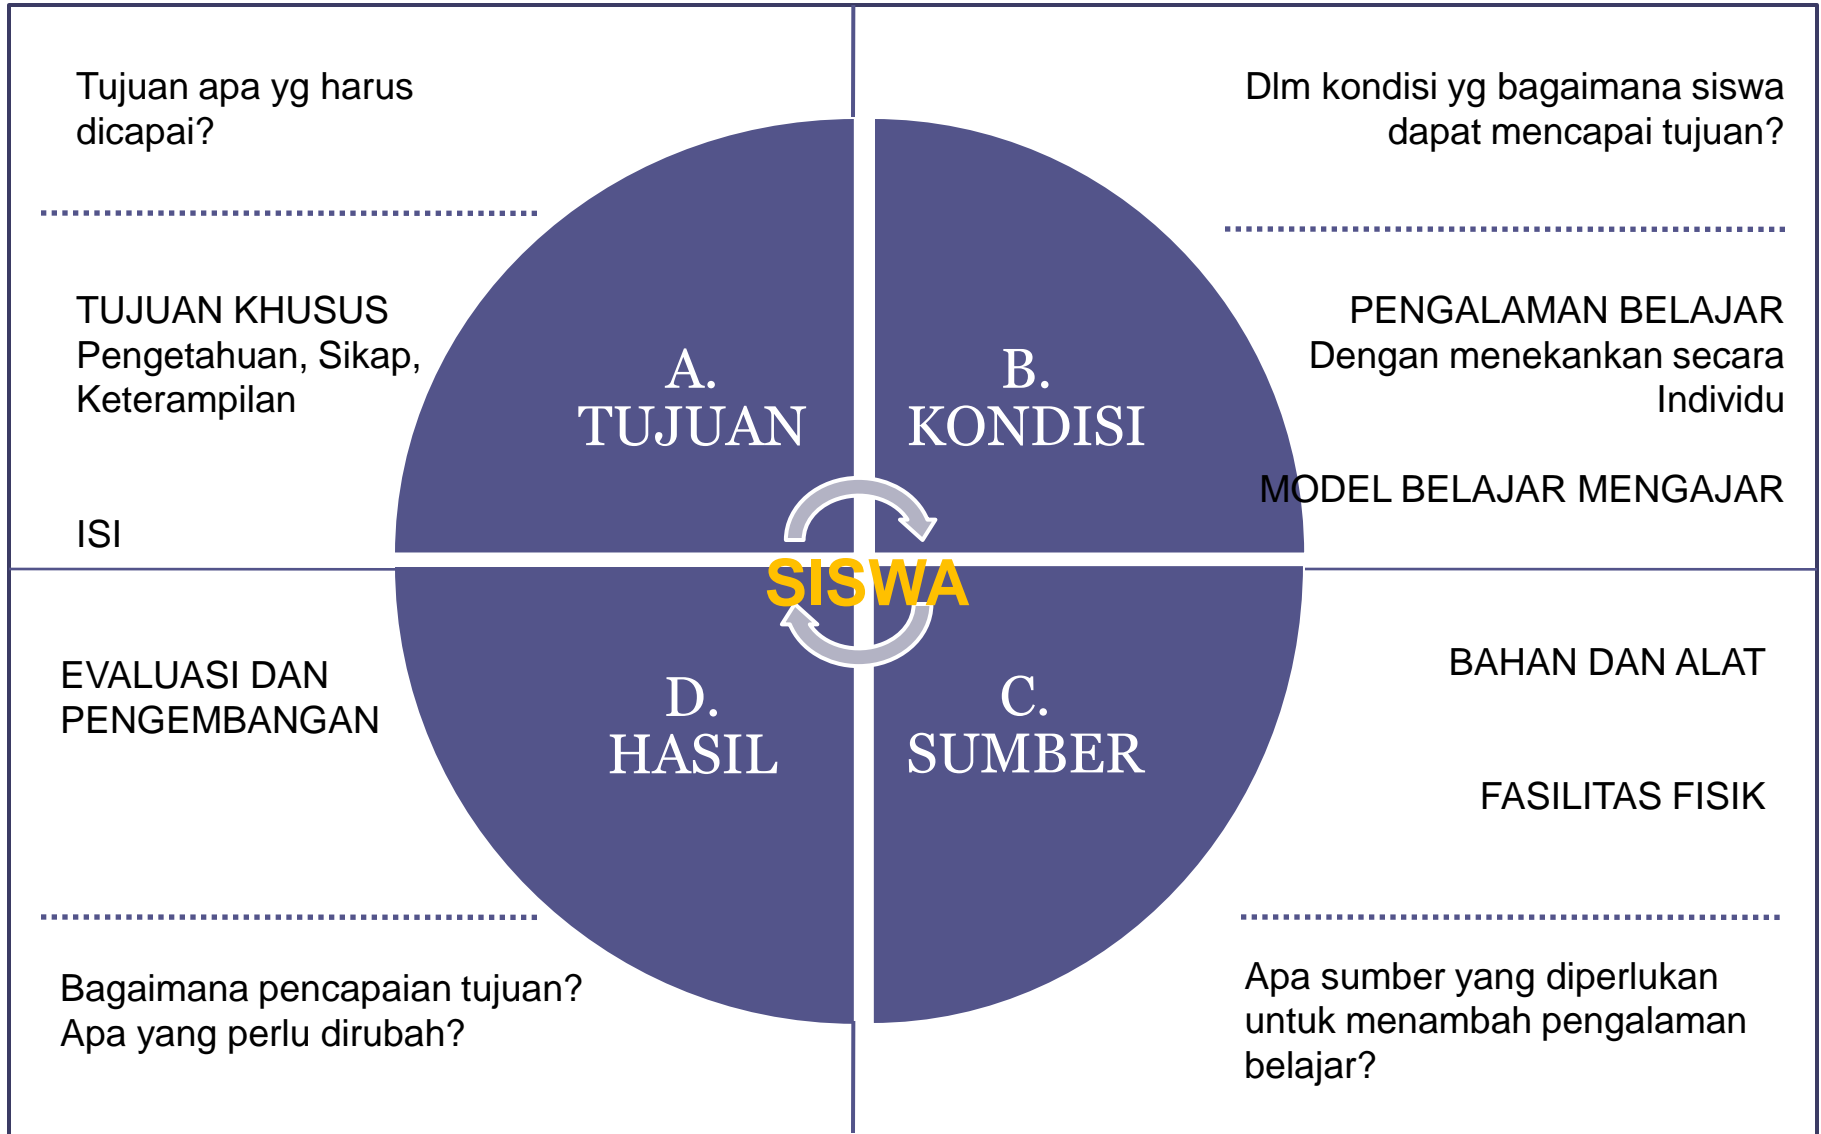 Tujuan apa yg harus
dicapai?
TUJUAN KHUSUS
Pengetahuan, Sikap,
Keterampilan
ISI
A.
TUJUAN
Dlm kondisi yg bagaimana siswa
dapat mencapai tujuan?
PENGALAMAN BELAJAR
Dengan menekankan secara
Individu
MODEL BELAJAR MENGAJAR
B.
KONDISI
SISWA
EVALUASI DAN
PENGEMBANGAN
Bagaimana pencapaian tujuan?
Apa yang perlu dirubah?
D.
HASIL
C.
SUMBER
BAHAN DAN ALAT
FASILITAS FISIK
Apa sumber yang diperlukan
untuk menambah pengalaman
belajar?